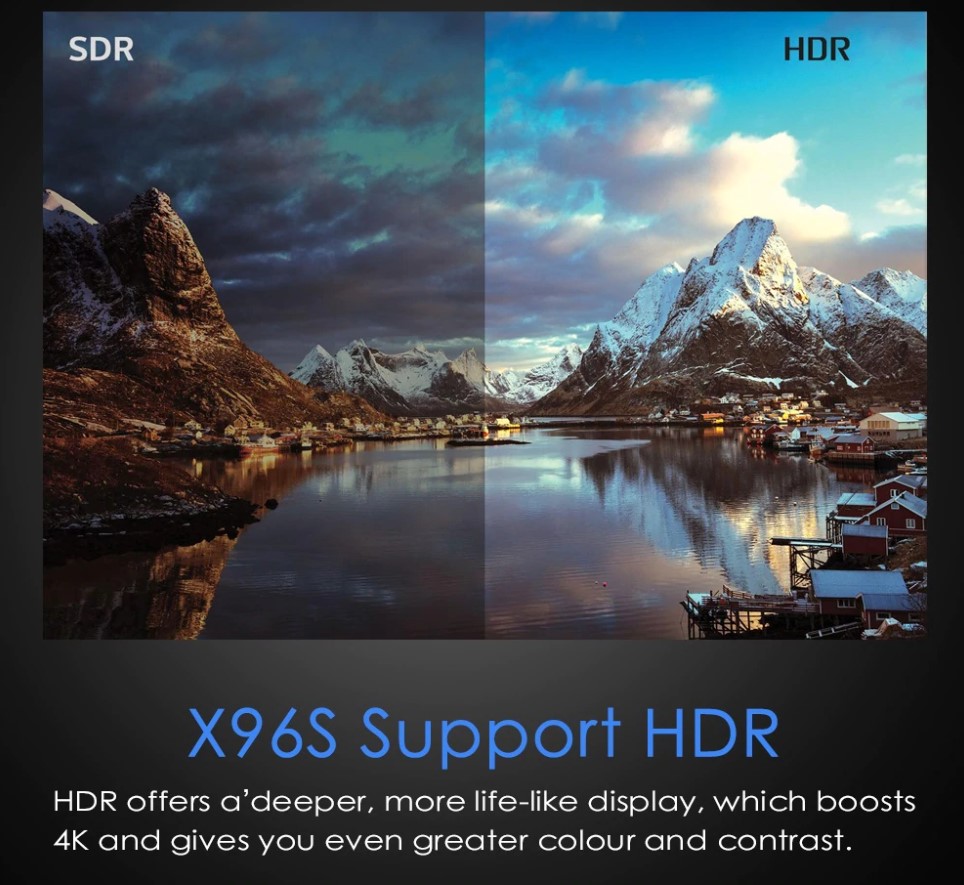 SDR
HDR
X96S Support HDR
HDR offers a'deeper, more life-like display, which boosts
4K and gives you even greater colour and contrast.